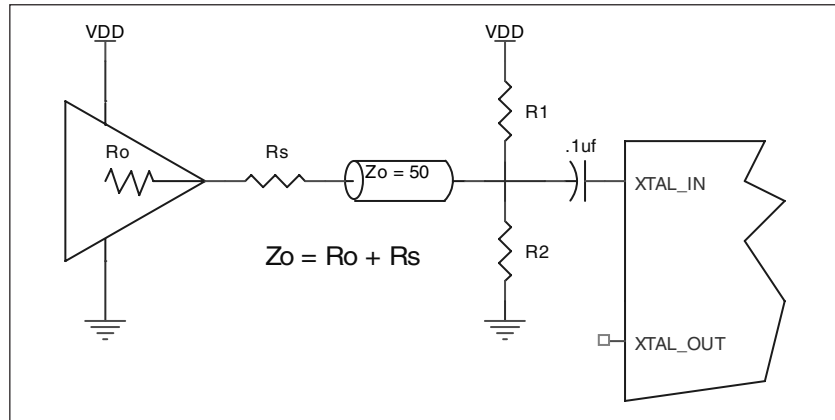 VDD
VDD
R1
Ro
Rs
Zo = 50
.1uf
XTAL_IN
Zo = Ro + Rs
R2
XTAL_OUT